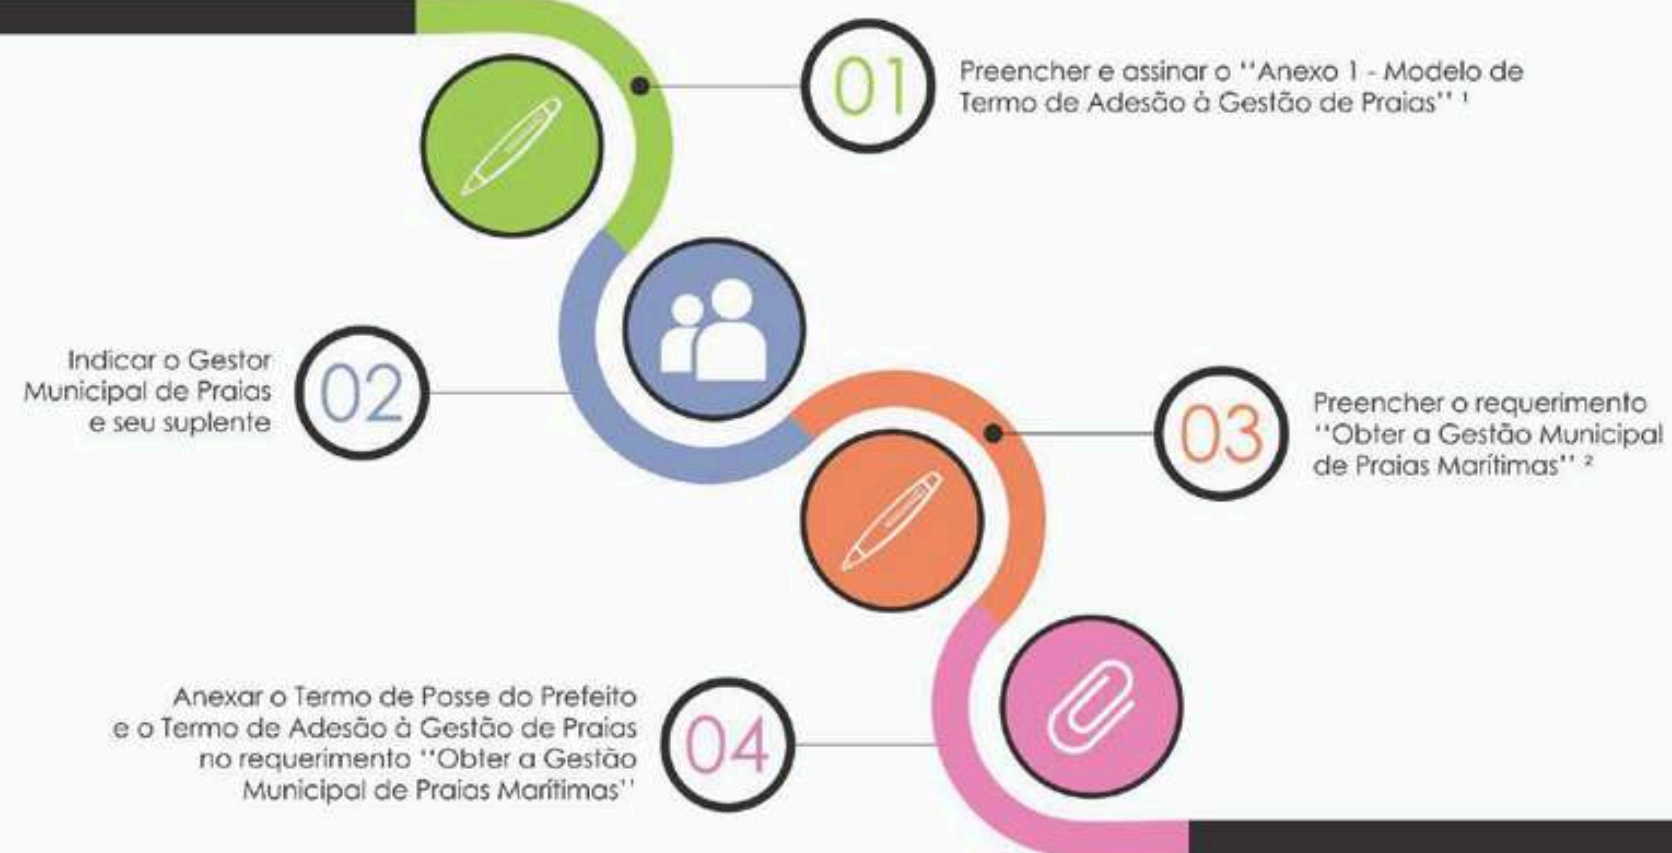 01
Preencher e assinar o ''Anexo 1 - Modelo de
Termo de Adesão à Gestão de Praias'' ¹
02
Indicar o Gestor
Municipal de Praias
e seu suplente
03
Preencher o requerimento
''Obter a Gestão Municipal
de Praias Marítimas'' ²
04
Anexar o Termo de Posse do Prefeito
e o Termo de Adesão à Gestão de Praias
no requerimento ''Obter a Gestão
Municipal de Praias Marítimas''